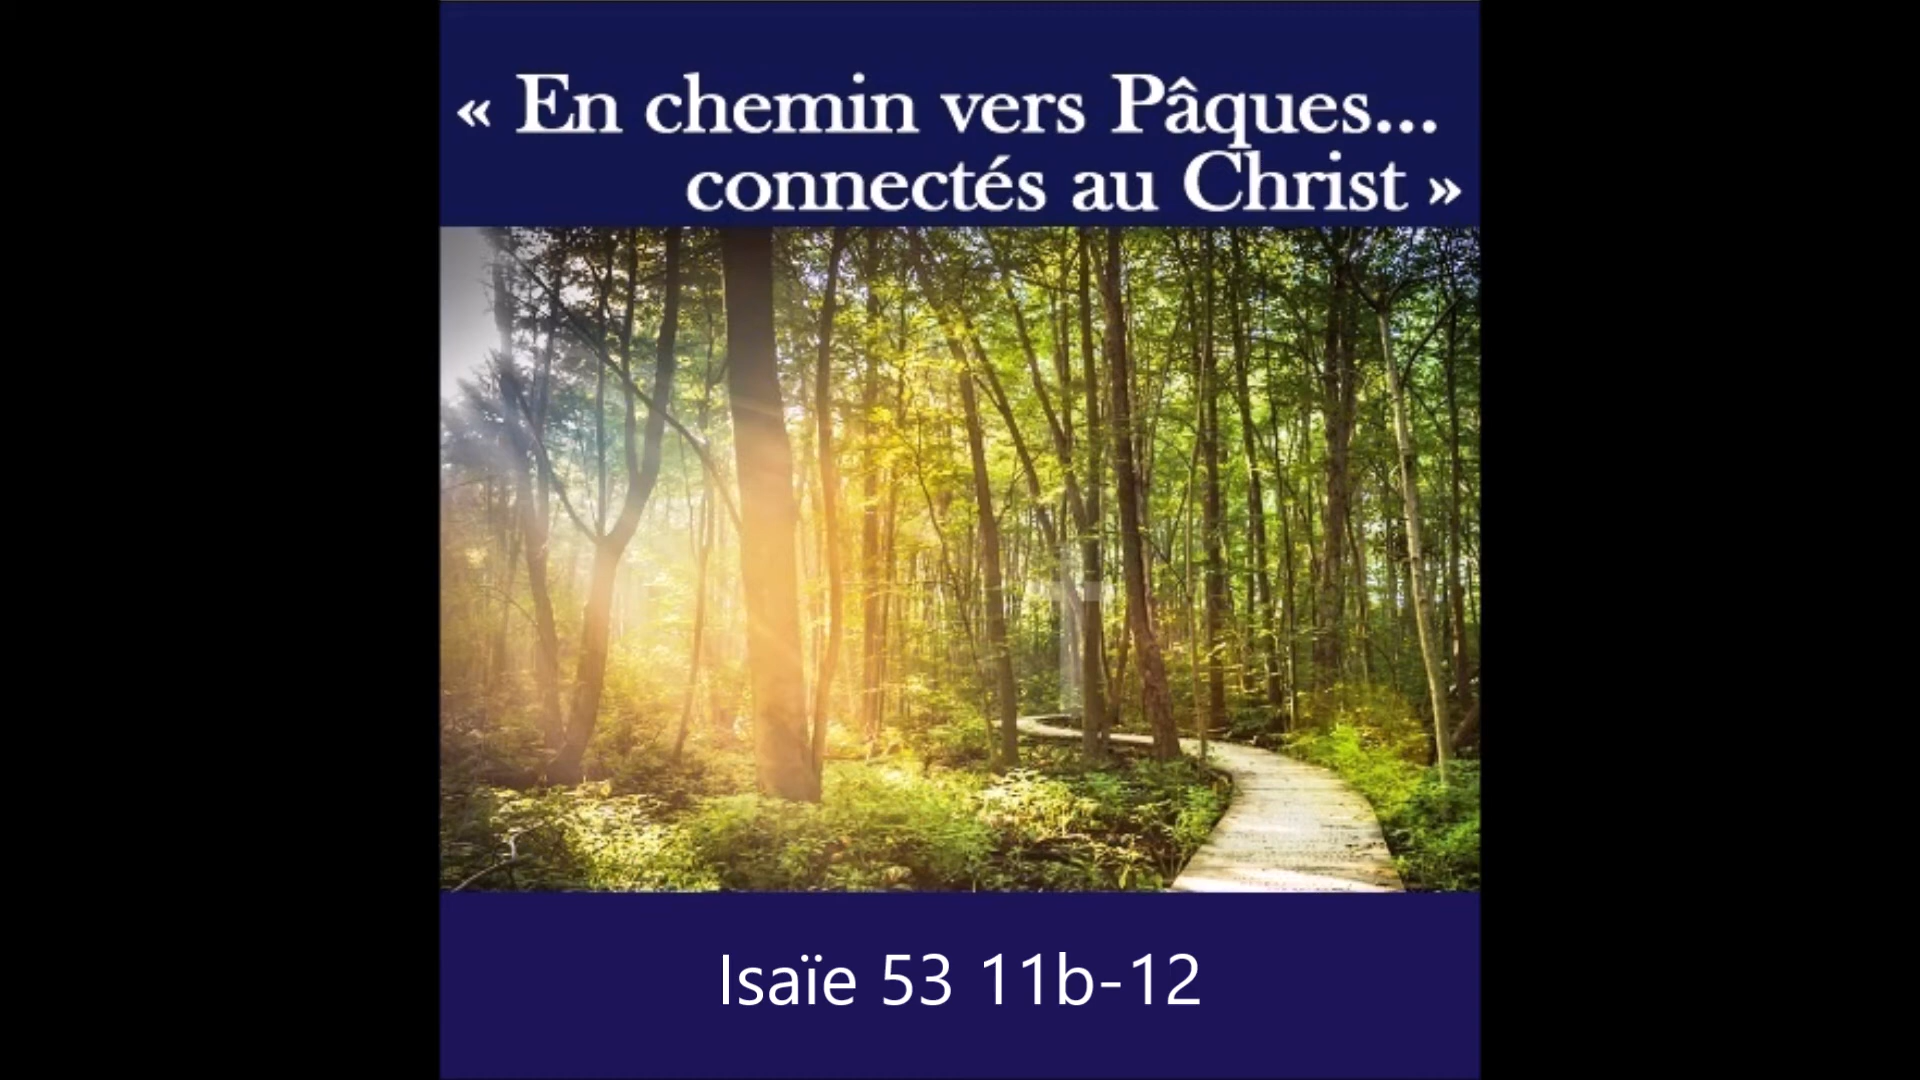 « En chemin vers Pâques...
connectés au Christ »
Isaïe 53 11b-12